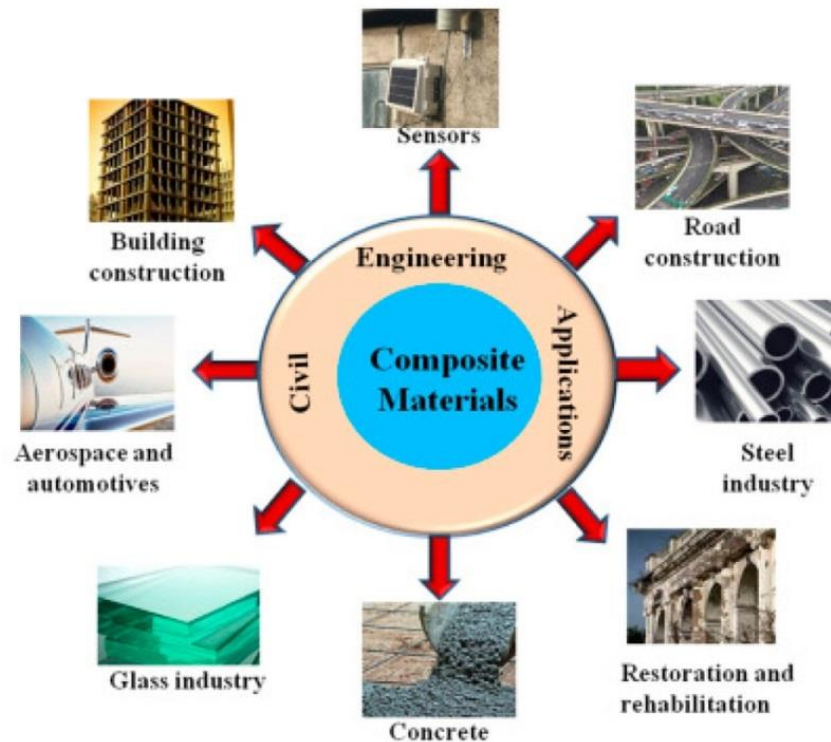 Sensors
Building
construction
Road
construction
Engineering
Civil
Applications
Composite
Materials
Aerospace and
automotives
Steel
industry
Glass industry
Concrete
Restoration and
rehabilitation